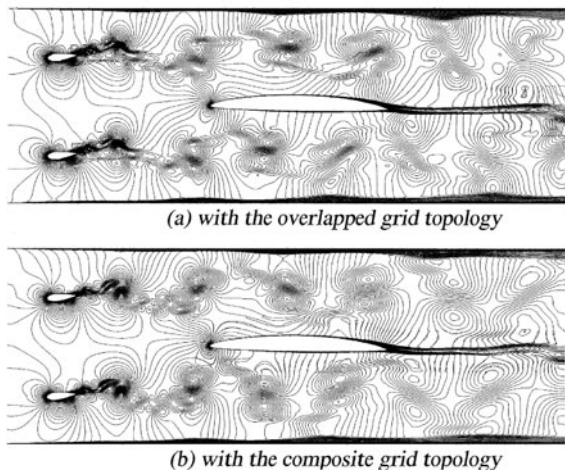 (a) with the overlapped grid topology
(b) with the composite grid topology